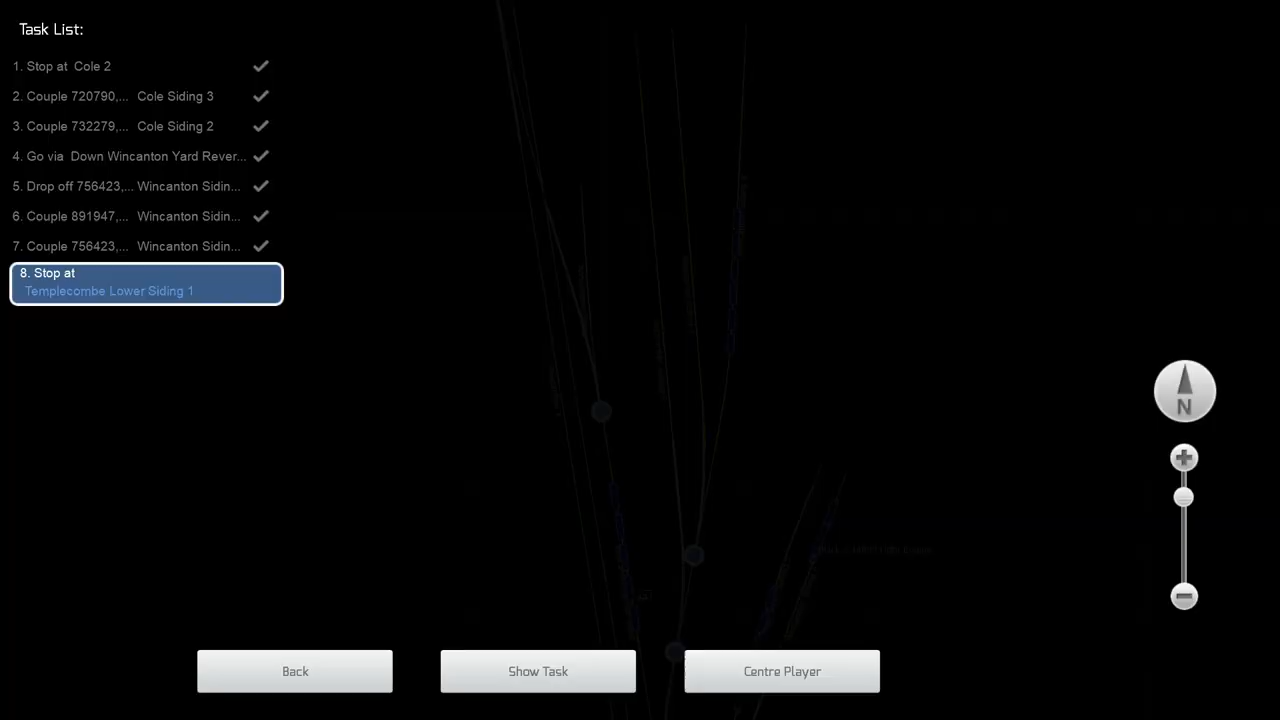 Task List:
1. Stop at Cole 2
2. Couple 720790,... Cole Siding 3
3. Couple 732279,... Cole Siding 2
4. Go via Down Wincanton Yard Rever...
5. Drop off 756423,... Wincanton Sidin...
6. Couple 891947,... Wincanton Sidin...
7. Couple 756423,... Wincanton Sidin...
8. Stop at
Templecombe Lower Siding 1
N
Back
Show Task
Centre Player